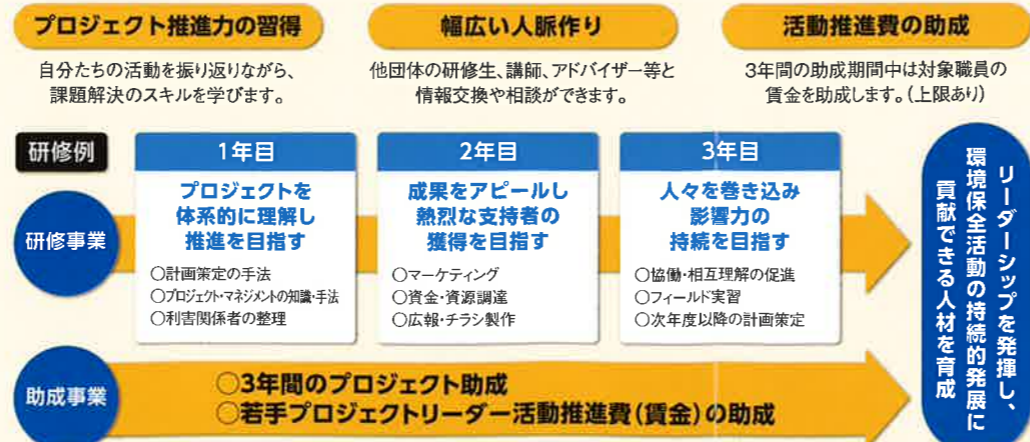 プロジェクト推進力の習得
自分たちの活動を振り返りながら、
課題解決のスキルを学びます。
幅広い人脈作り
他団体の研修生、講師、アドバイザー等と
情報交換や相談ができます。
活動推進費の助成
3年間の助成期間中は対象職員の
賃金を助成します。(上限あり)
研修例
研修事業
1年目
プロジェクトを
体系的に理解し
推進を目指す
○計画策定の手法
○プロジェクト・マネジメントの知識・手法
○利害関係者の整理
2年目
成果をアピールし
熱烈な支持者の
獲得を目指す
○マーケティング
○資金・資源調達
○広報・チラシ製作
3年目
人々を巻き込み
影響力の
持続を目指す
○協働・相互理解の促進
○フィールド実習
○次年度以降の計画策定
助成事業
○3年間のプロジェクト助成
○若手プロジェクトリーダー活動推進費(賃金)の助成
リーダーシップを発揮し、
環境保全活動の持続的発展に
貢献できる人材を育成